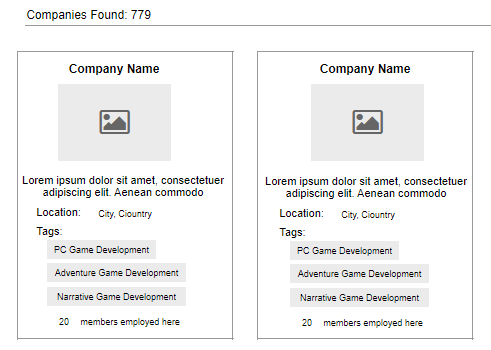 Companies Found: 779
Company Name
Lorem ipsum dolor sit amet, consectetuer
adipiscing elit. Aenean commodo
Location: City, Ciountry
Tags:
PC Game Development
Adventure Game Development
Narrative Game Development
20 members employed here
Company Name
Lorem ipsum dolor sit amet, consectetuer
adipiscing elit. Aenean commodo
Location: City, Ciountry
Tags:
PC Game Development
Adventure Game Development
Narrative Game Development
20 members employed here